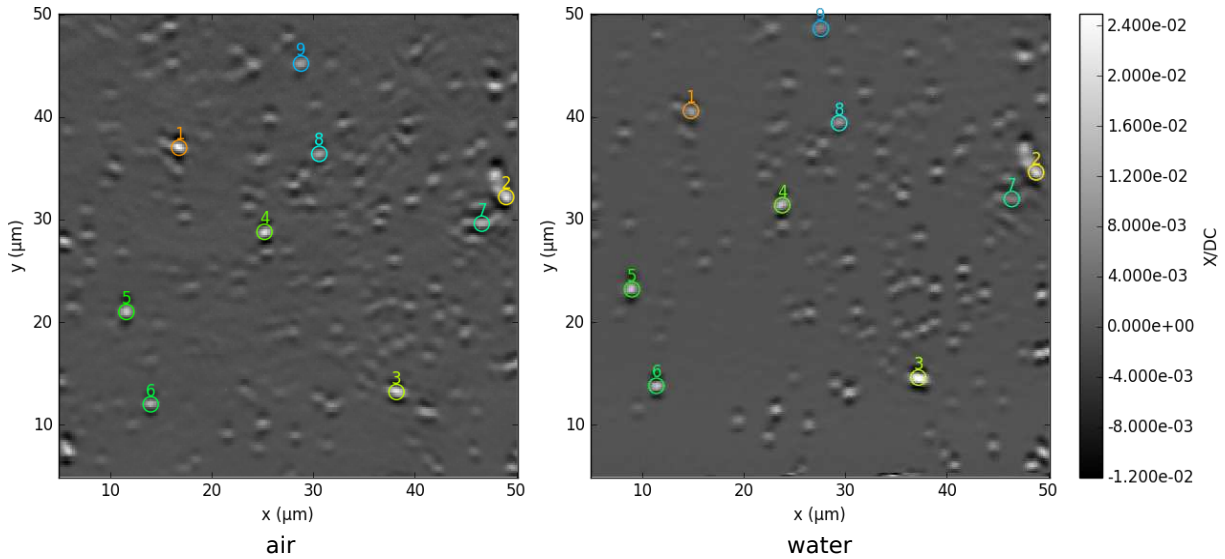 50
40
30
20
10
y (µm)
10
20
30
40
50
x (µm)
air
9
1
8
2
4
7
5
3
6
50
40
30
20
10
y (µm)
10
20
30
40
50
x (µm)
water
9
1
8
2
4
7
5
3
6
2.400e-02
2.000e-02
1.600e-02
1.200e-02
8.000e-03
4.000e-03
0.000e+00
-4.000e-03
-8.000e-03
-1.200e-02
X/DC